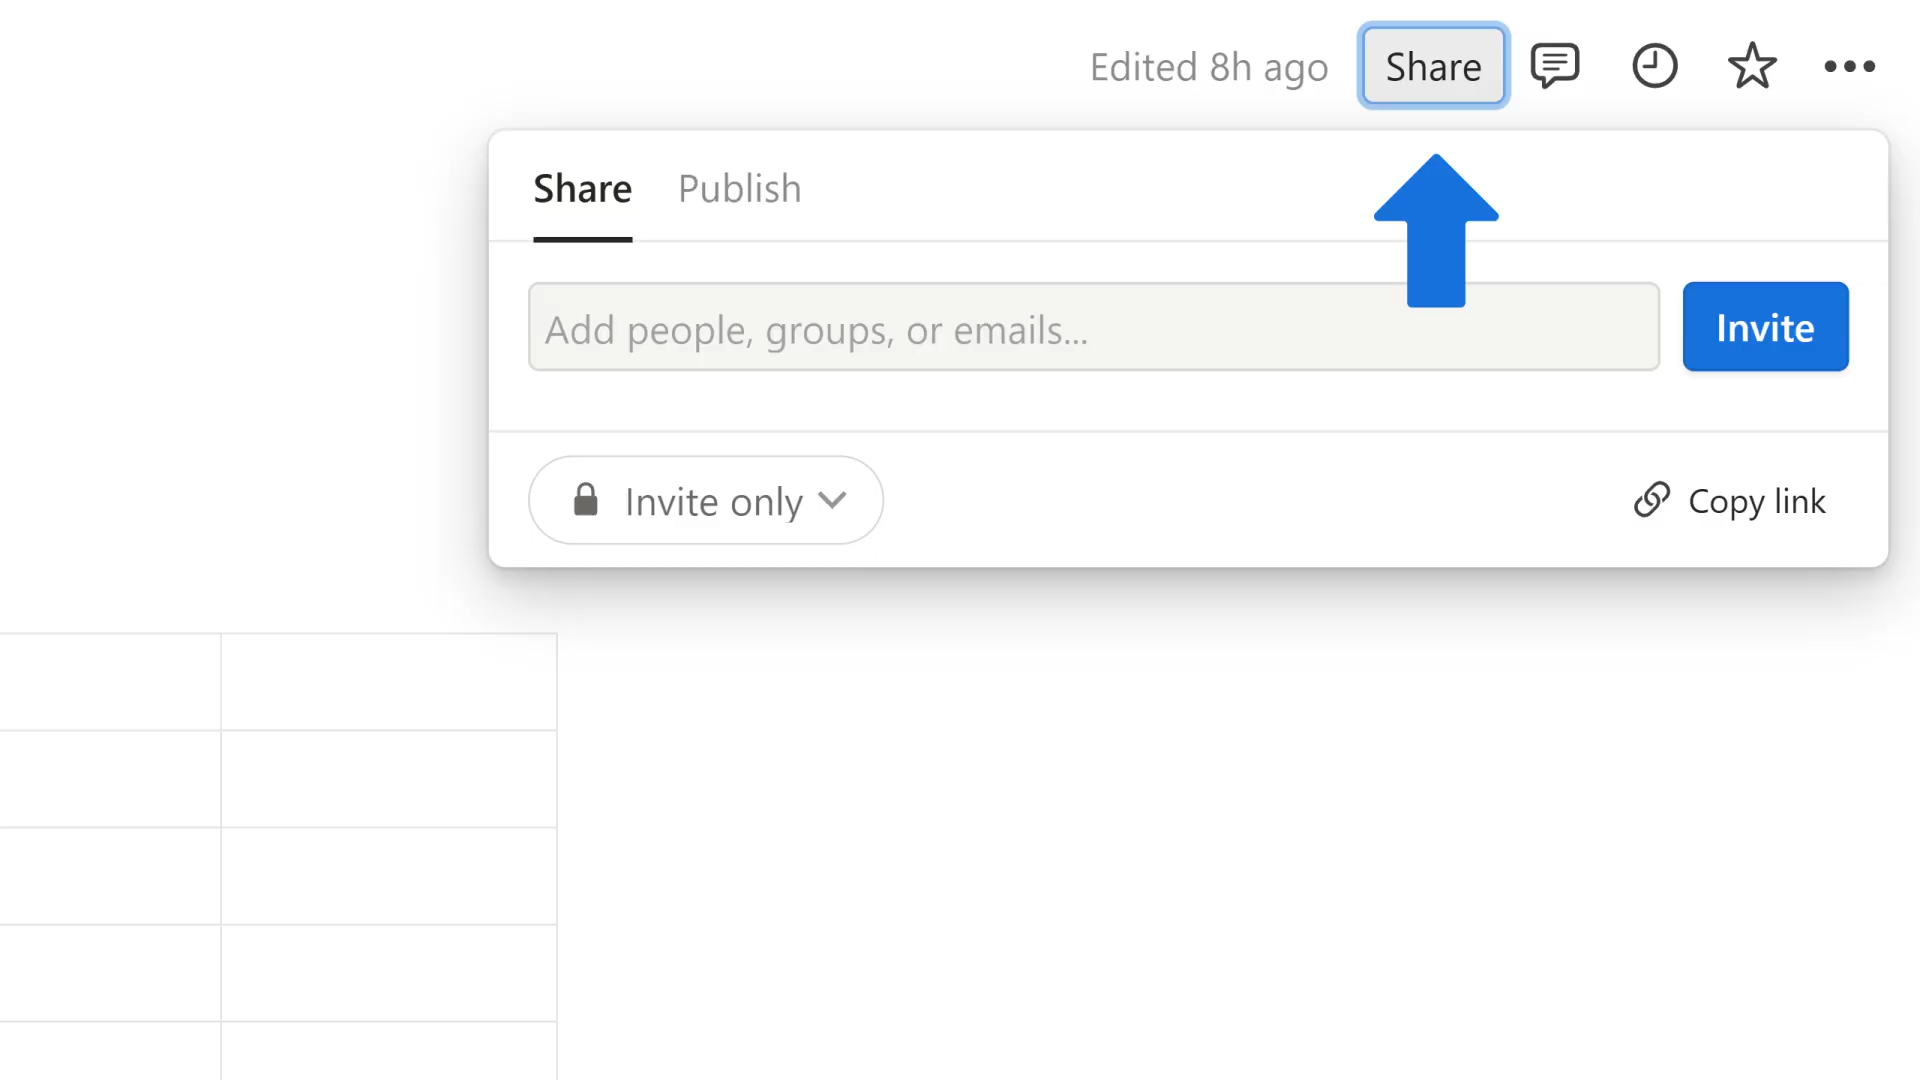 Edited 8h ago Share
Share Publish
Add people, groups, or emails...
Invite
Invite only
Copy link